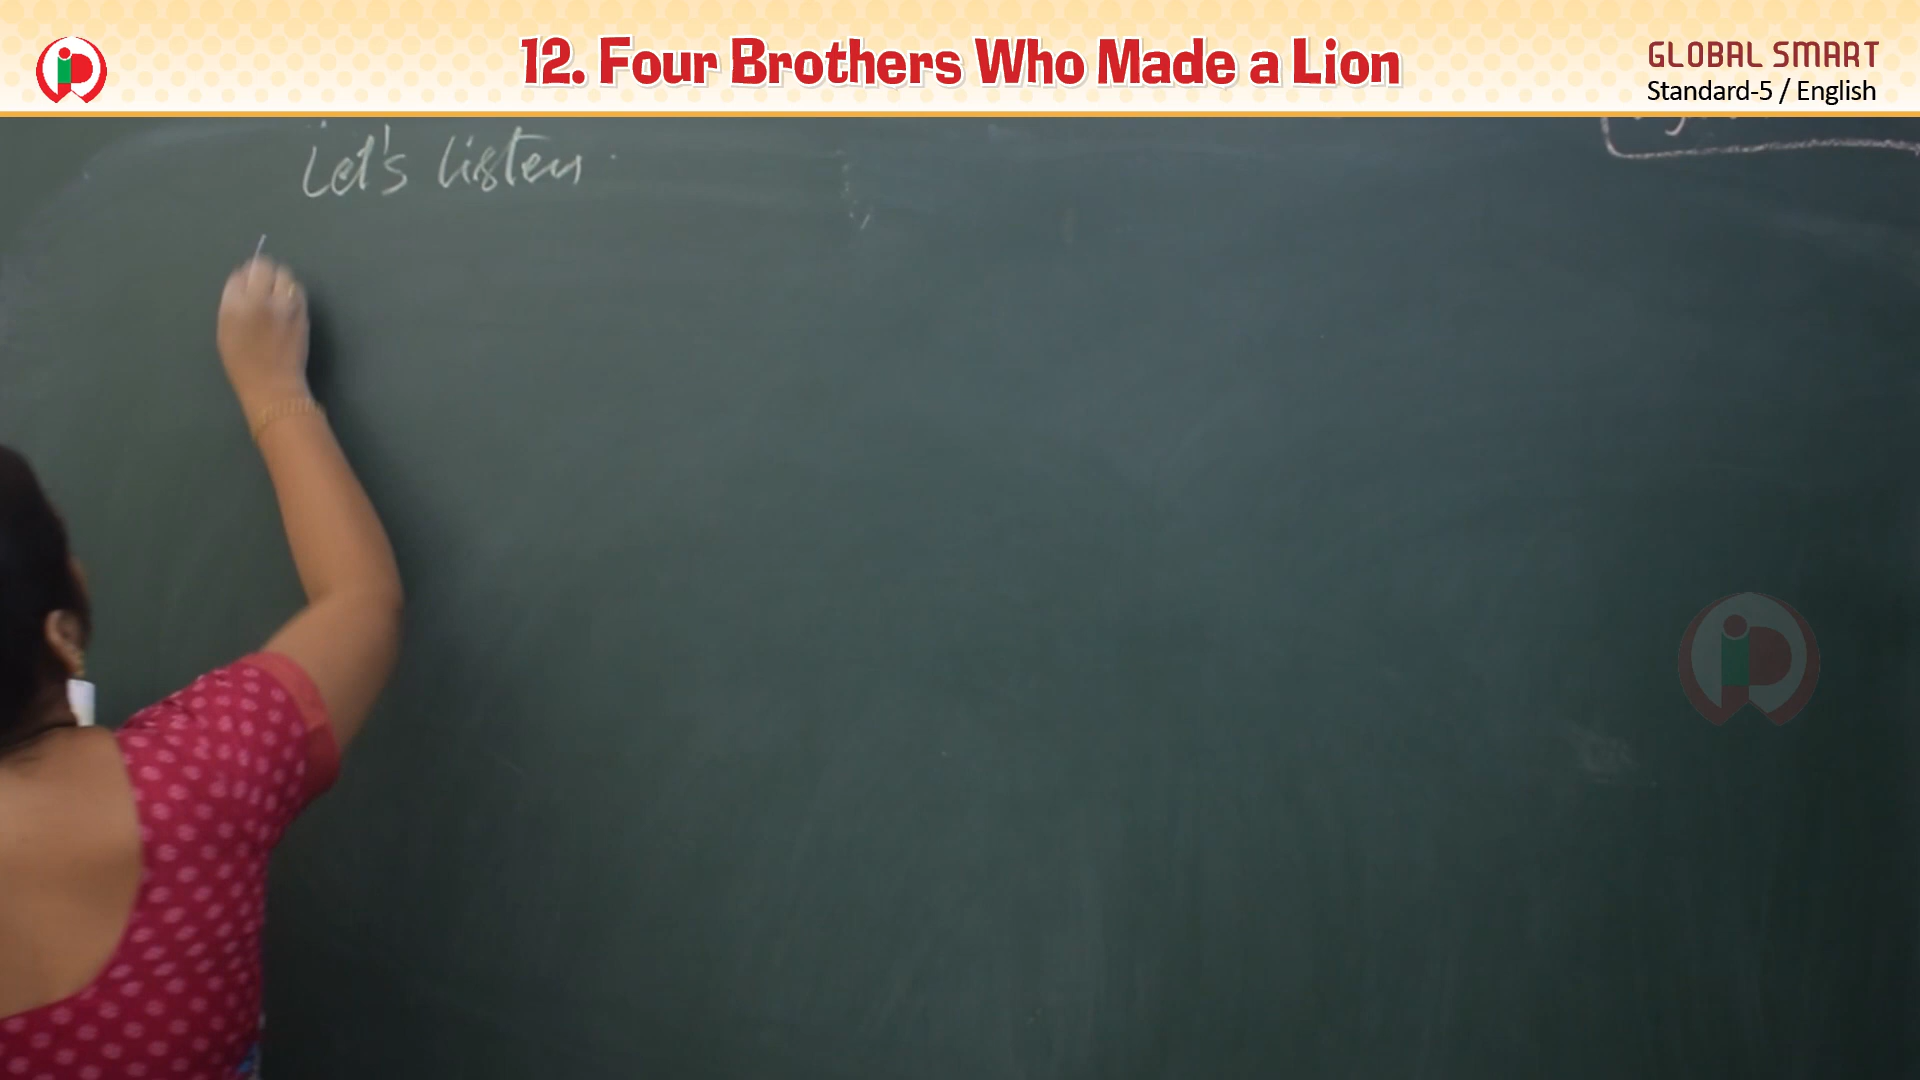 12. Four Brothers Who Made a Lion
GLOBAL SMART
Standard-5 / English
Let's listen